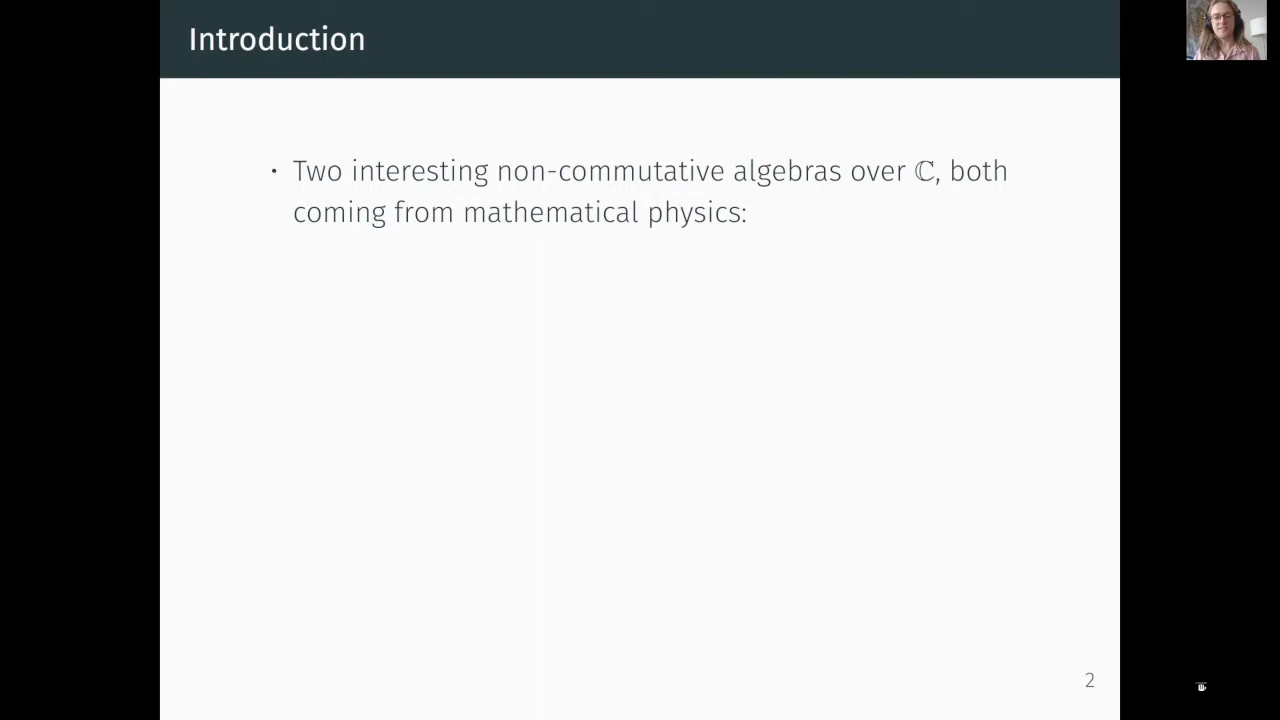 Introduction
· Two interesting non-commutative algebras over ℂ, both
coming from mathematical physics:
2